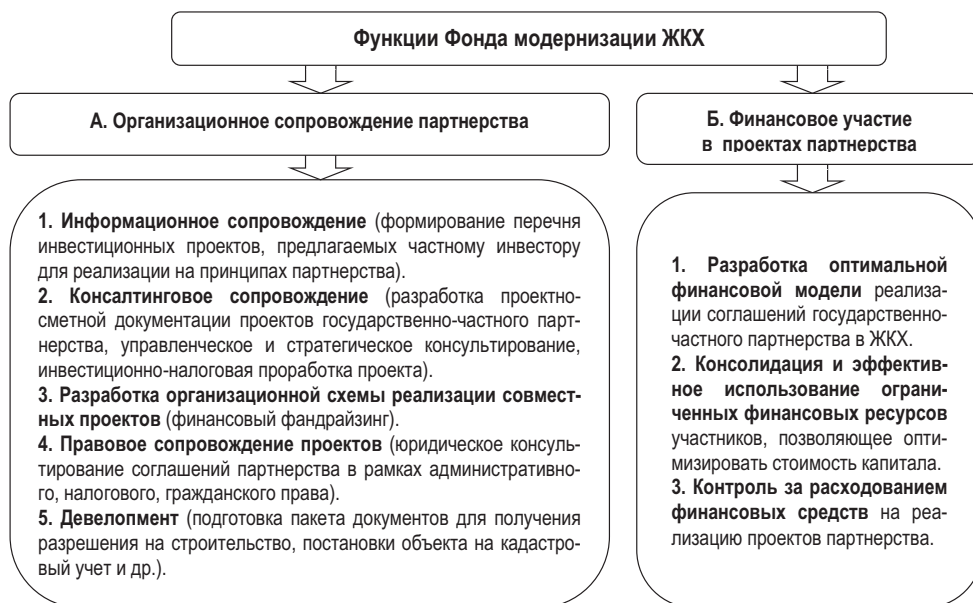 Функции Фонда модернизации ЖКХ
А. Организационное сопровождение партнерства
1. Информационное сопровождение (формирование перечня
инвестиционных проектов, предлагаемых частному инвестору
для реализации на принципах партнерства).
2. Консалтинговое сопровождение (разработка проектно-
сметной документации проектов государственно-частного парт-
нерства, управленческое и стратегическое консультирование,
инвестиционно-налоговая проработка проекта).
3. Разработка организационной схемы реализации совмест-
ных проектов (финансовый фандрайзинг).
4. Правовое сопровождение проектов (юридическое консуль-
тирование соглашений партнерства в рамках административно-
го, налогового, гражданского права).
5. Девелопмент (подготовка пакета документов для получения
разрешения на строительство, постановки объекта на кадастро-
вый учет и др.).
Б. Финансовое участие
в проектах партнерства
1. Разработка оптимальной
финансовой модели реализа-
ции соглашений государственно-
частного партнерства в ЖКХ.
2. Консолидация и эффектив-
ное использование ограни-
ченных финансовых ресурсов
участников, позволяющее опти-
мизировать стоимость капитала.
3. Контроль за расходованием
финансовых средств на реа-
лизацию проектов партнерства.